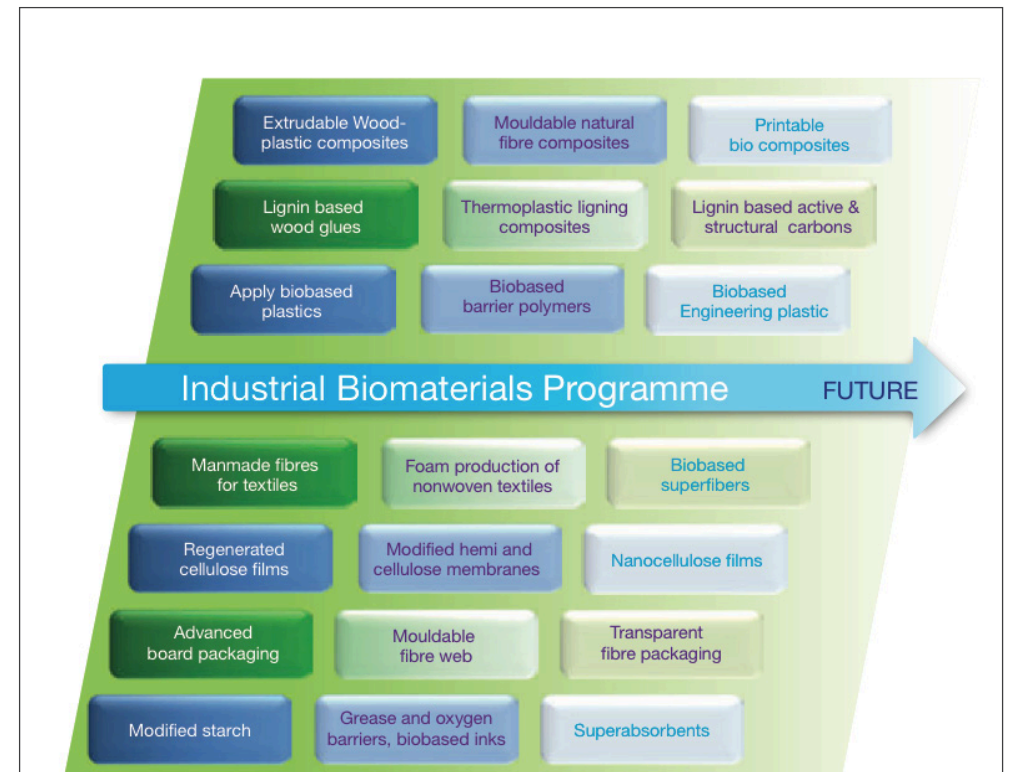 Extrudable Wood-
plastic composites
Mouldable natural
fibre composites
Printable
bio composites
Lignin based
wood glues
Thermoplastic ligning
composites
Lignin based active &
structural carbons
Apply biobased
plastics
Biobased
barrier polymers
Biobased
Engineering plastic
Industrial Biomaterials Programme
FUTURE
Manmade fibres
for textiles
Foam production of
nonwoven textiles
Biobased
superfibers
Regenerated
cellulose films
Modified hemi and
cellulose membranes
Nanocellulose films
Advanced
board packaging
Mouldable
fibre web
Transparent
fibre packaging
Modified starch
Grease and oxygen
barriers, biobased inks
Superabsorbents